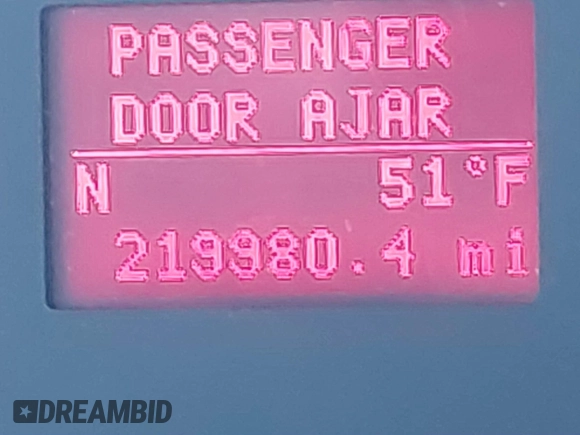 PASSENGER
DOOR AJAR
N 51°F
219980.4 mi
DREAMBID